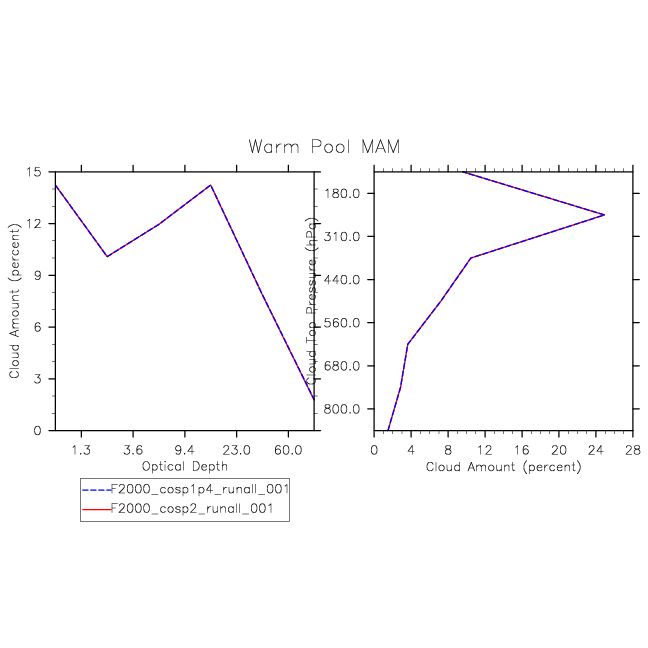 Warm Pool MAM
Cloud Amount (percent)
15
12
9
6
3
0
1.3 3.6 9.4 23.0 60.0
Optical Depth
Cloud Top Pressure (hPa)
180.0
310.0
440.0
560.0
680.0
800.0
0 4 8 12 16 20 24 28
Cloud Amount (percent)
F2000_cosp1p4_runall_001
F2000_cosp2_runall_001